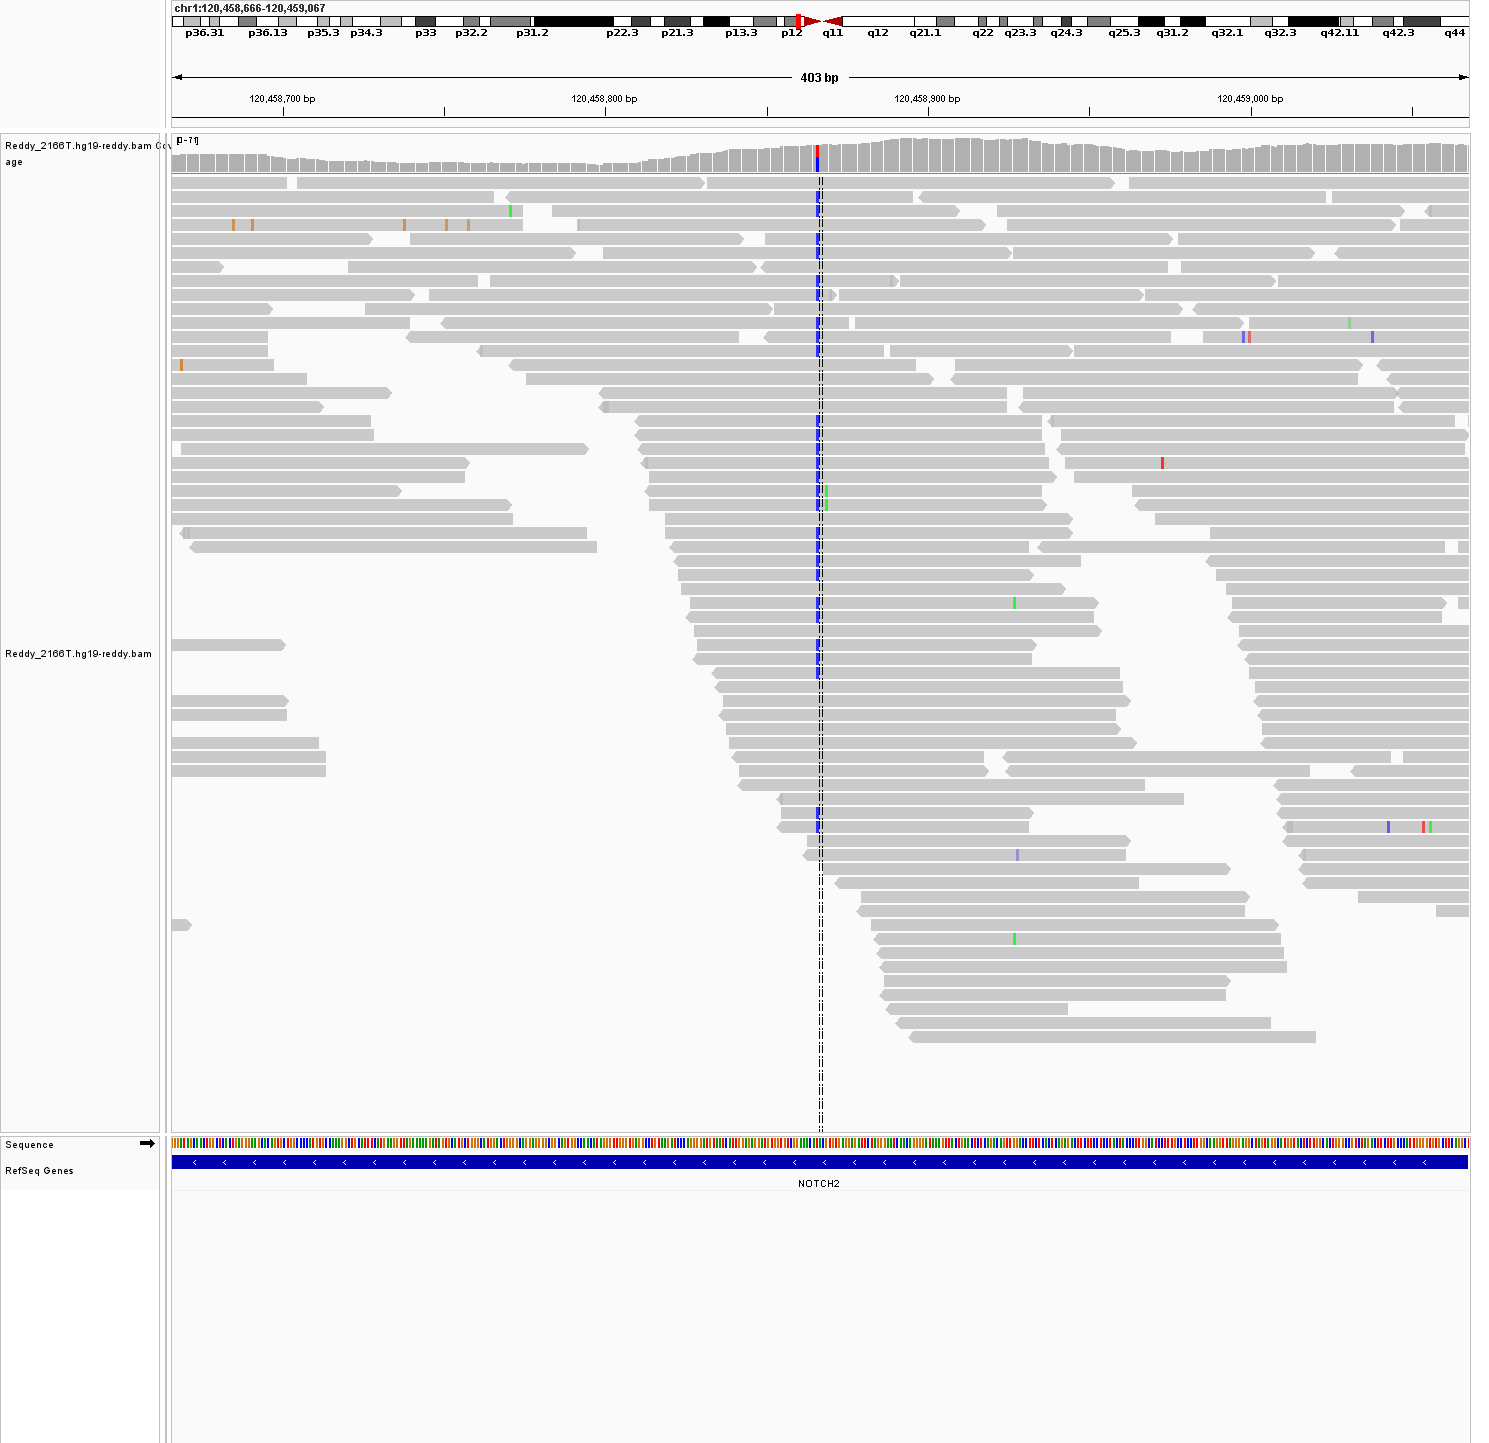 chr1:120,458,666-120,459,067
p36.31 p36.13 p35.3 p34.3 p33 p32.2 p31.2 p22.3 p21.3 p13.3 p12 q11 q12 q21.1 q22 q23.3 q24.3 q25.3 q31.2 q32.1 q32.3 q42.11 q42.3 q44
403 bp
120,458,700 bp 120,458,800 bp 120,458,900 bp 120,459,000 bp
[0-71]
Reddy_2166T.hg19-reddy.bam Cov
age
Reddy_2166T.hg19-reddy.bam
Sequence
RefSeq Genes
NOTCH2